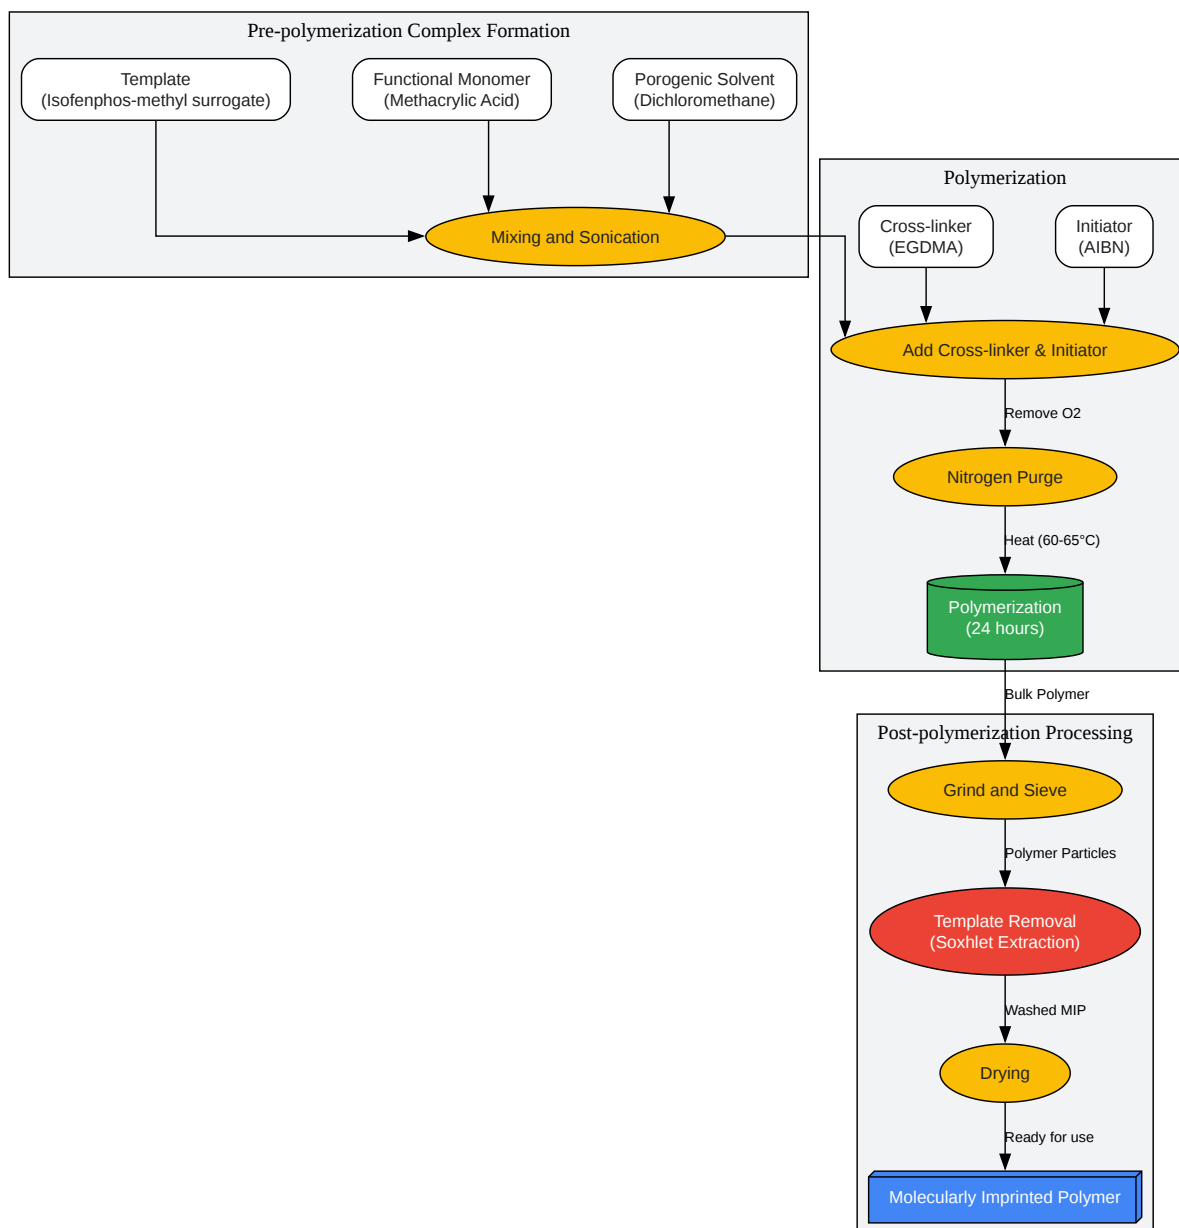 Pre-polymerization Complex Formation
Template
(Isofenphos-methyl surrogate)
Functional Monomer
(Methacrylic Acid)
Porogenic Solvent
(Dichloromethane)
Mixing and Sonication
Polymerization
Cross-linker
(EGDMA)
Initiator
(AIBN)
Add Cross-linker & Initiator
Remove O2
Nitrogen Purge
Heat (60-65°C)
Polymerization
(24 hours)
Bulk Polymer
Post-polymerization Processing
Grind and Sieve
Polymer Particles
Template Removal
(Soxhlet Extraction)
Washed MIP
Drying
Ready for use
Molecularly Imprinted Polymer